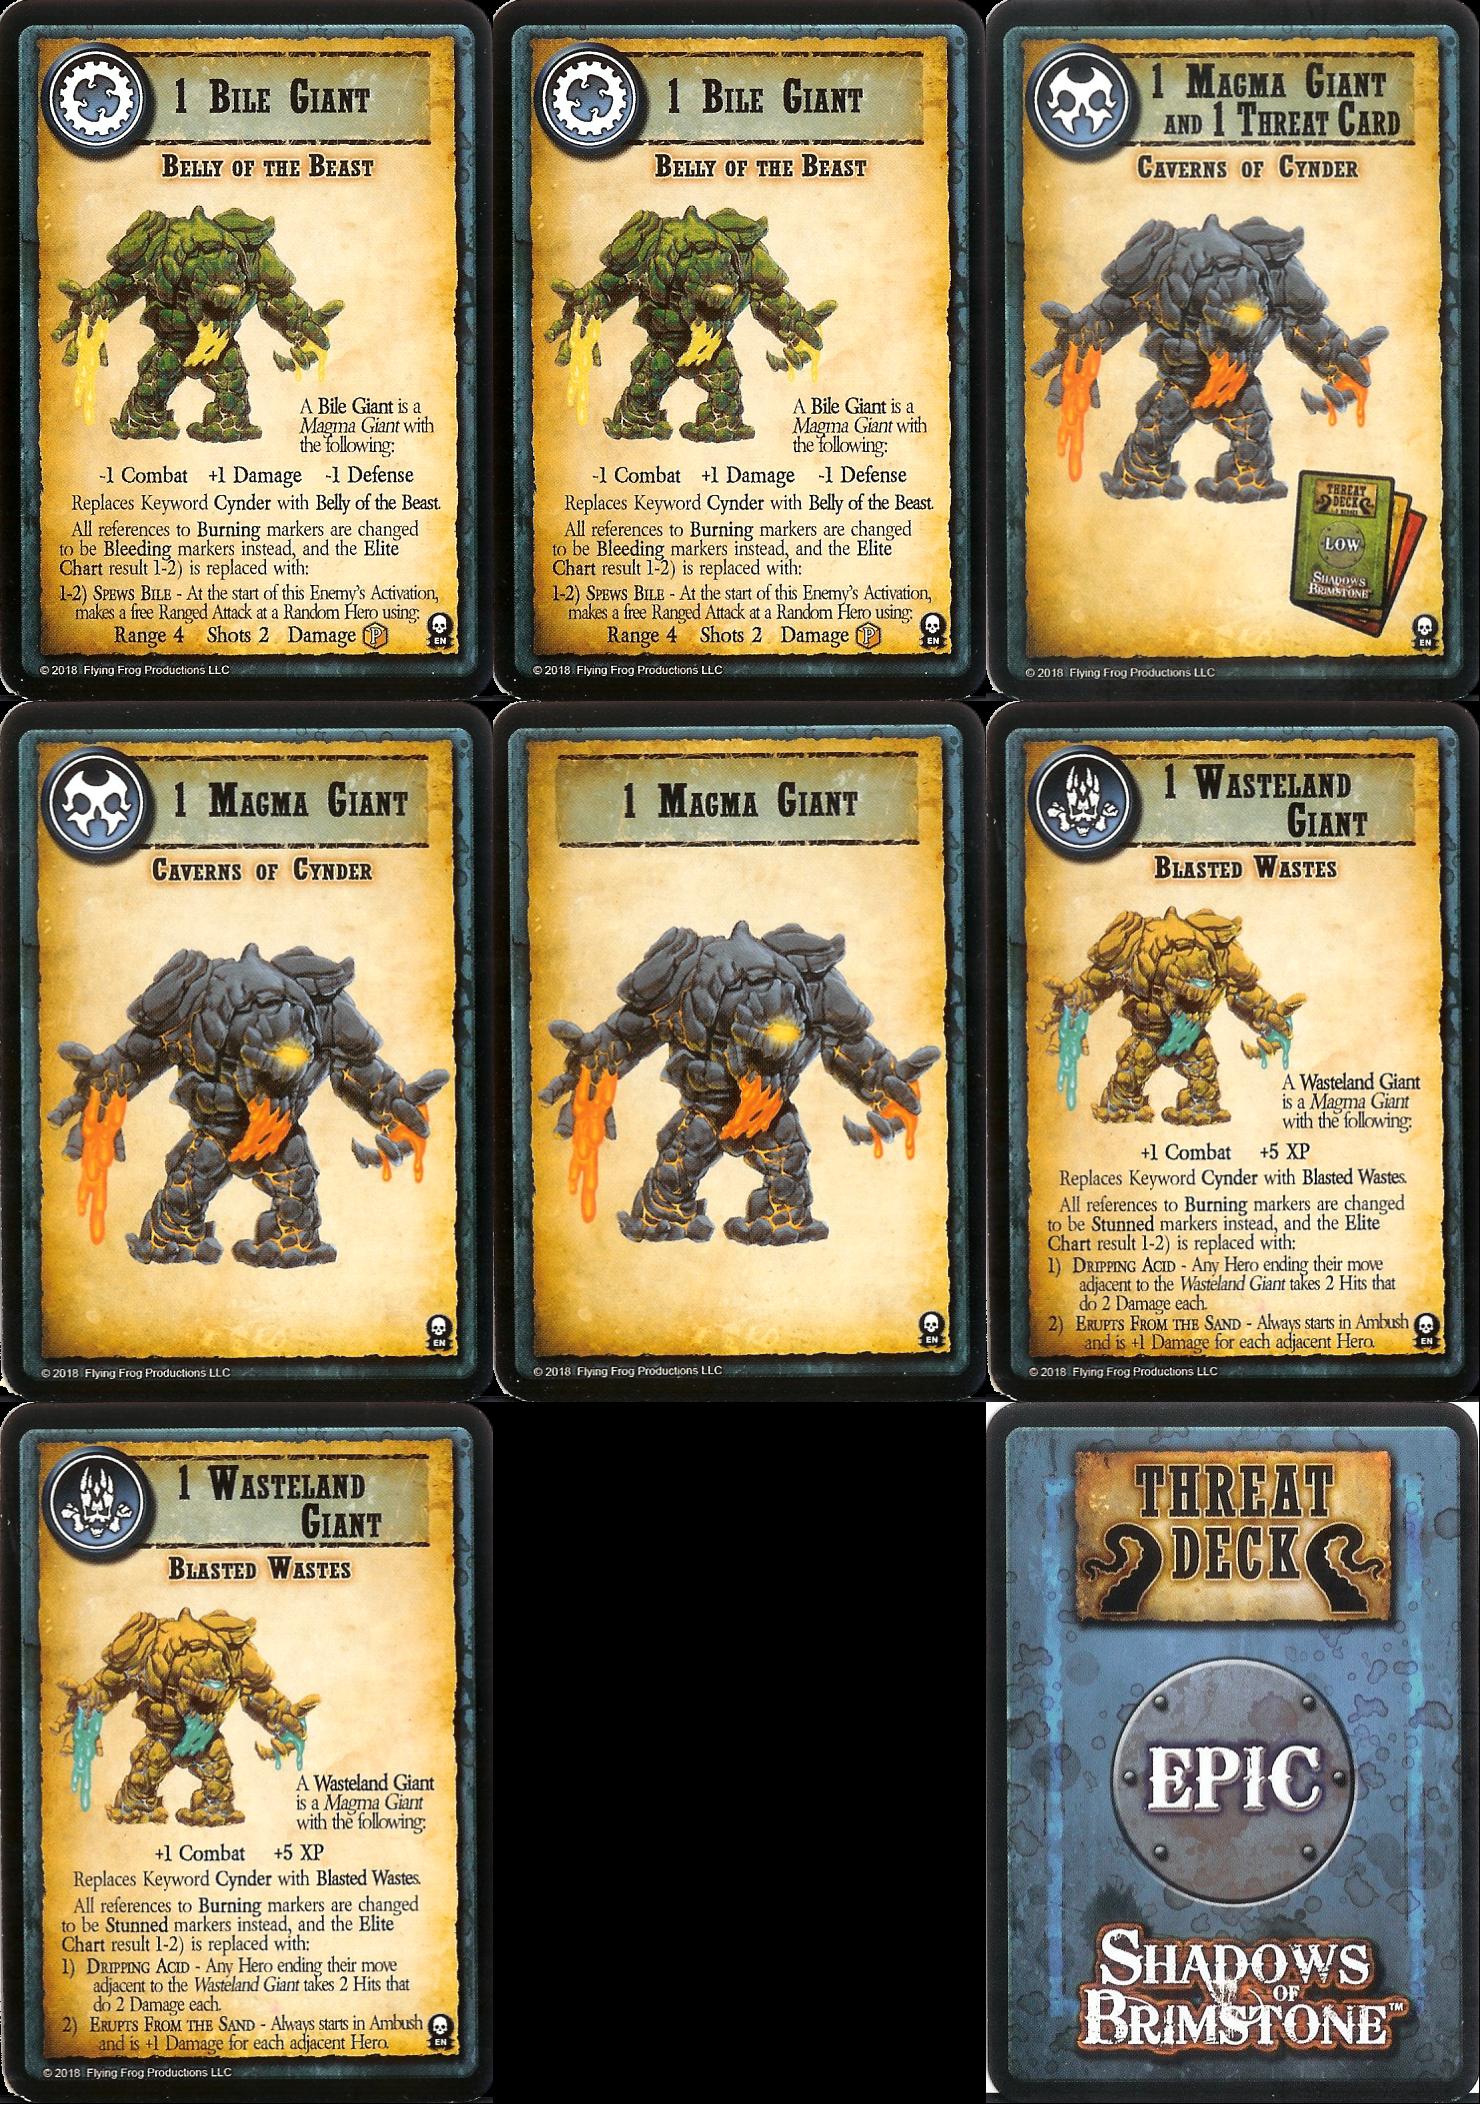 1 Bile Giant
Belly of the Beast
A Bile Giant is a
Magma Giant with
the following:
-1 Combat +1 Damage -1 Defense
Replaces Keyword Cynder with Belly of the Beast.
All references to Burning markers are changed
to be Bleeding markers instead, and the Elite
Chart result 1-2) is replaced with:
1-2) Spews Bile - At the start of this Enemy's Activation,
makes a free Ranged Attack at a Random Hero using:
Range 4 Shots 2 Damage P
EN
© 2018 Flying Frog Productions LLC
1 Bile Giant
Belly of the Beast
A Bile Giant is a
Magma Giant with
the following:
-1 Combat +1 Damage -1 Defense
Replaces Keyword Cynder with Belly of the Beast.
All references to Burning markers are changed
to be Bleeding markers instead, and the Elite
Chart result 1-2) is replaced with:
1-2) Spews Bile - At the start of this Enemy's Activation,
makes a free Ranged Attack at a Random Hero using:
Range 4 Shots 2 Damage P
EN
© 2018 Flying Frog Productions LLC
1 Magma Giant
and 1 Threat Card
Caverns of Cynder
Threat
Deck
Low
Shadows
of
Brimstone
EN
© 2018 Flying Frog Productions LLC
1 Magma Giant
Caverns of Cynder
EN
© 2018 Flying Frog Productions LLC
1 Magma Giant
EN
© 2018 Flying Frog Productions LLC
1 Wasteland
Giant
Blasted Wastes
A Wasteland Giant
is a Magma Giant
with the following:
+1 Combat +5 XP
Replaces Keyword Cynder with Blasted Wastes.
All references to Burning markers are changed
to be Stunned markers instead, and the Elite
Chart result 1-2) is replaced with:
1) Dripping Acid - Any Hero ending their move
adjacent to the Wasteland Giant takes 2 Hits that
do 2 Damage each.
2) Erupts From the Sand - Always starts in Ambush
and is +1 Damage for each adjacent Hero.
EN
© 2018 Flying Frog Productions LLC
1 Wasteland
Giant
Blasted Wastes
A Wasteland Giant
is a Magma Giant
with the following:
+1 Combat +5 XP
Replaces Keyword Cynder with Blasted Wastes.
All references to Burning markers are changed
to be Stunned markers instead, and the Elite
Chart result 1-2) is replaced with:
1) Dripping Acid - Any Hero ending their move
adjacent to the Wasteland Giant takes 2 Hits that
do 2 Damage each.
2) Erupts From the Sand - Always starts in Ambush
and is +1 Damage for each adjacent Hero.
EN
© 2018 Flying Frog Productions LLC
THREAT
DECK
EPIC
Shadows
of
Brimstone™